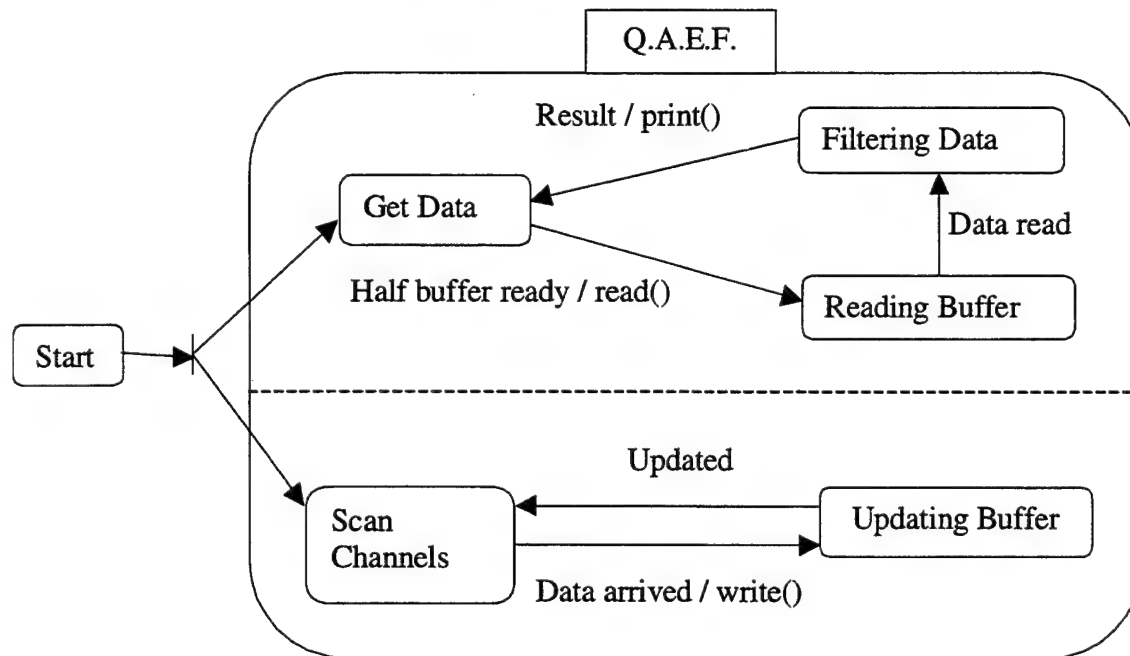 Q.A.E.F.
Result / print()
Filtering Data
Get Data
Data read
Half buffer ready / read()
Reading Buffer
Start
Updated
Scan
Channels
Updating Buffer
Data arrived / write()